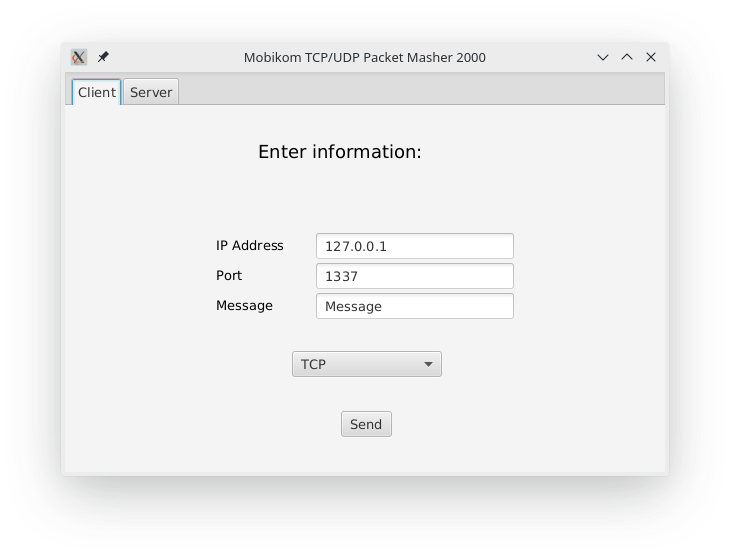 Mobikom TCP/UDP Packet Masher 2000
Client Server
Enter information:
IP Address 127.0.0.1
Port 1337
Message Message
TCP
Send